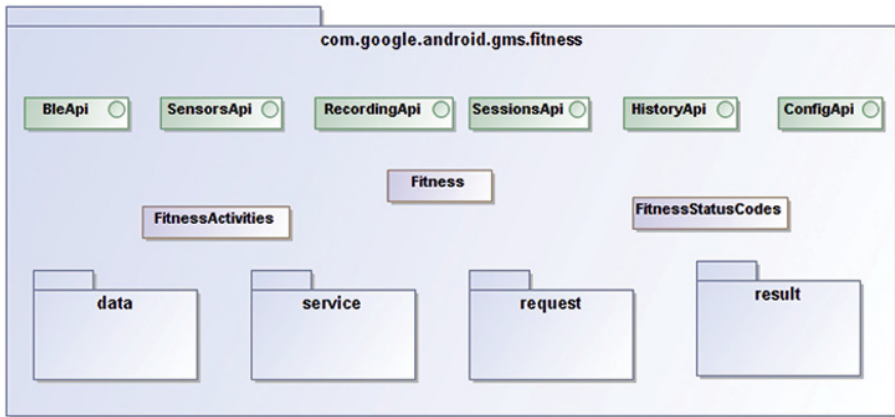 com.google.android.gms.fitness
BleApi
SensorsApi
RecordingApi
SessionsApi
HistoryApi
ConfigApi
Fitness
FitnessActivities
FitnessStatusCodes
data
service
request
result